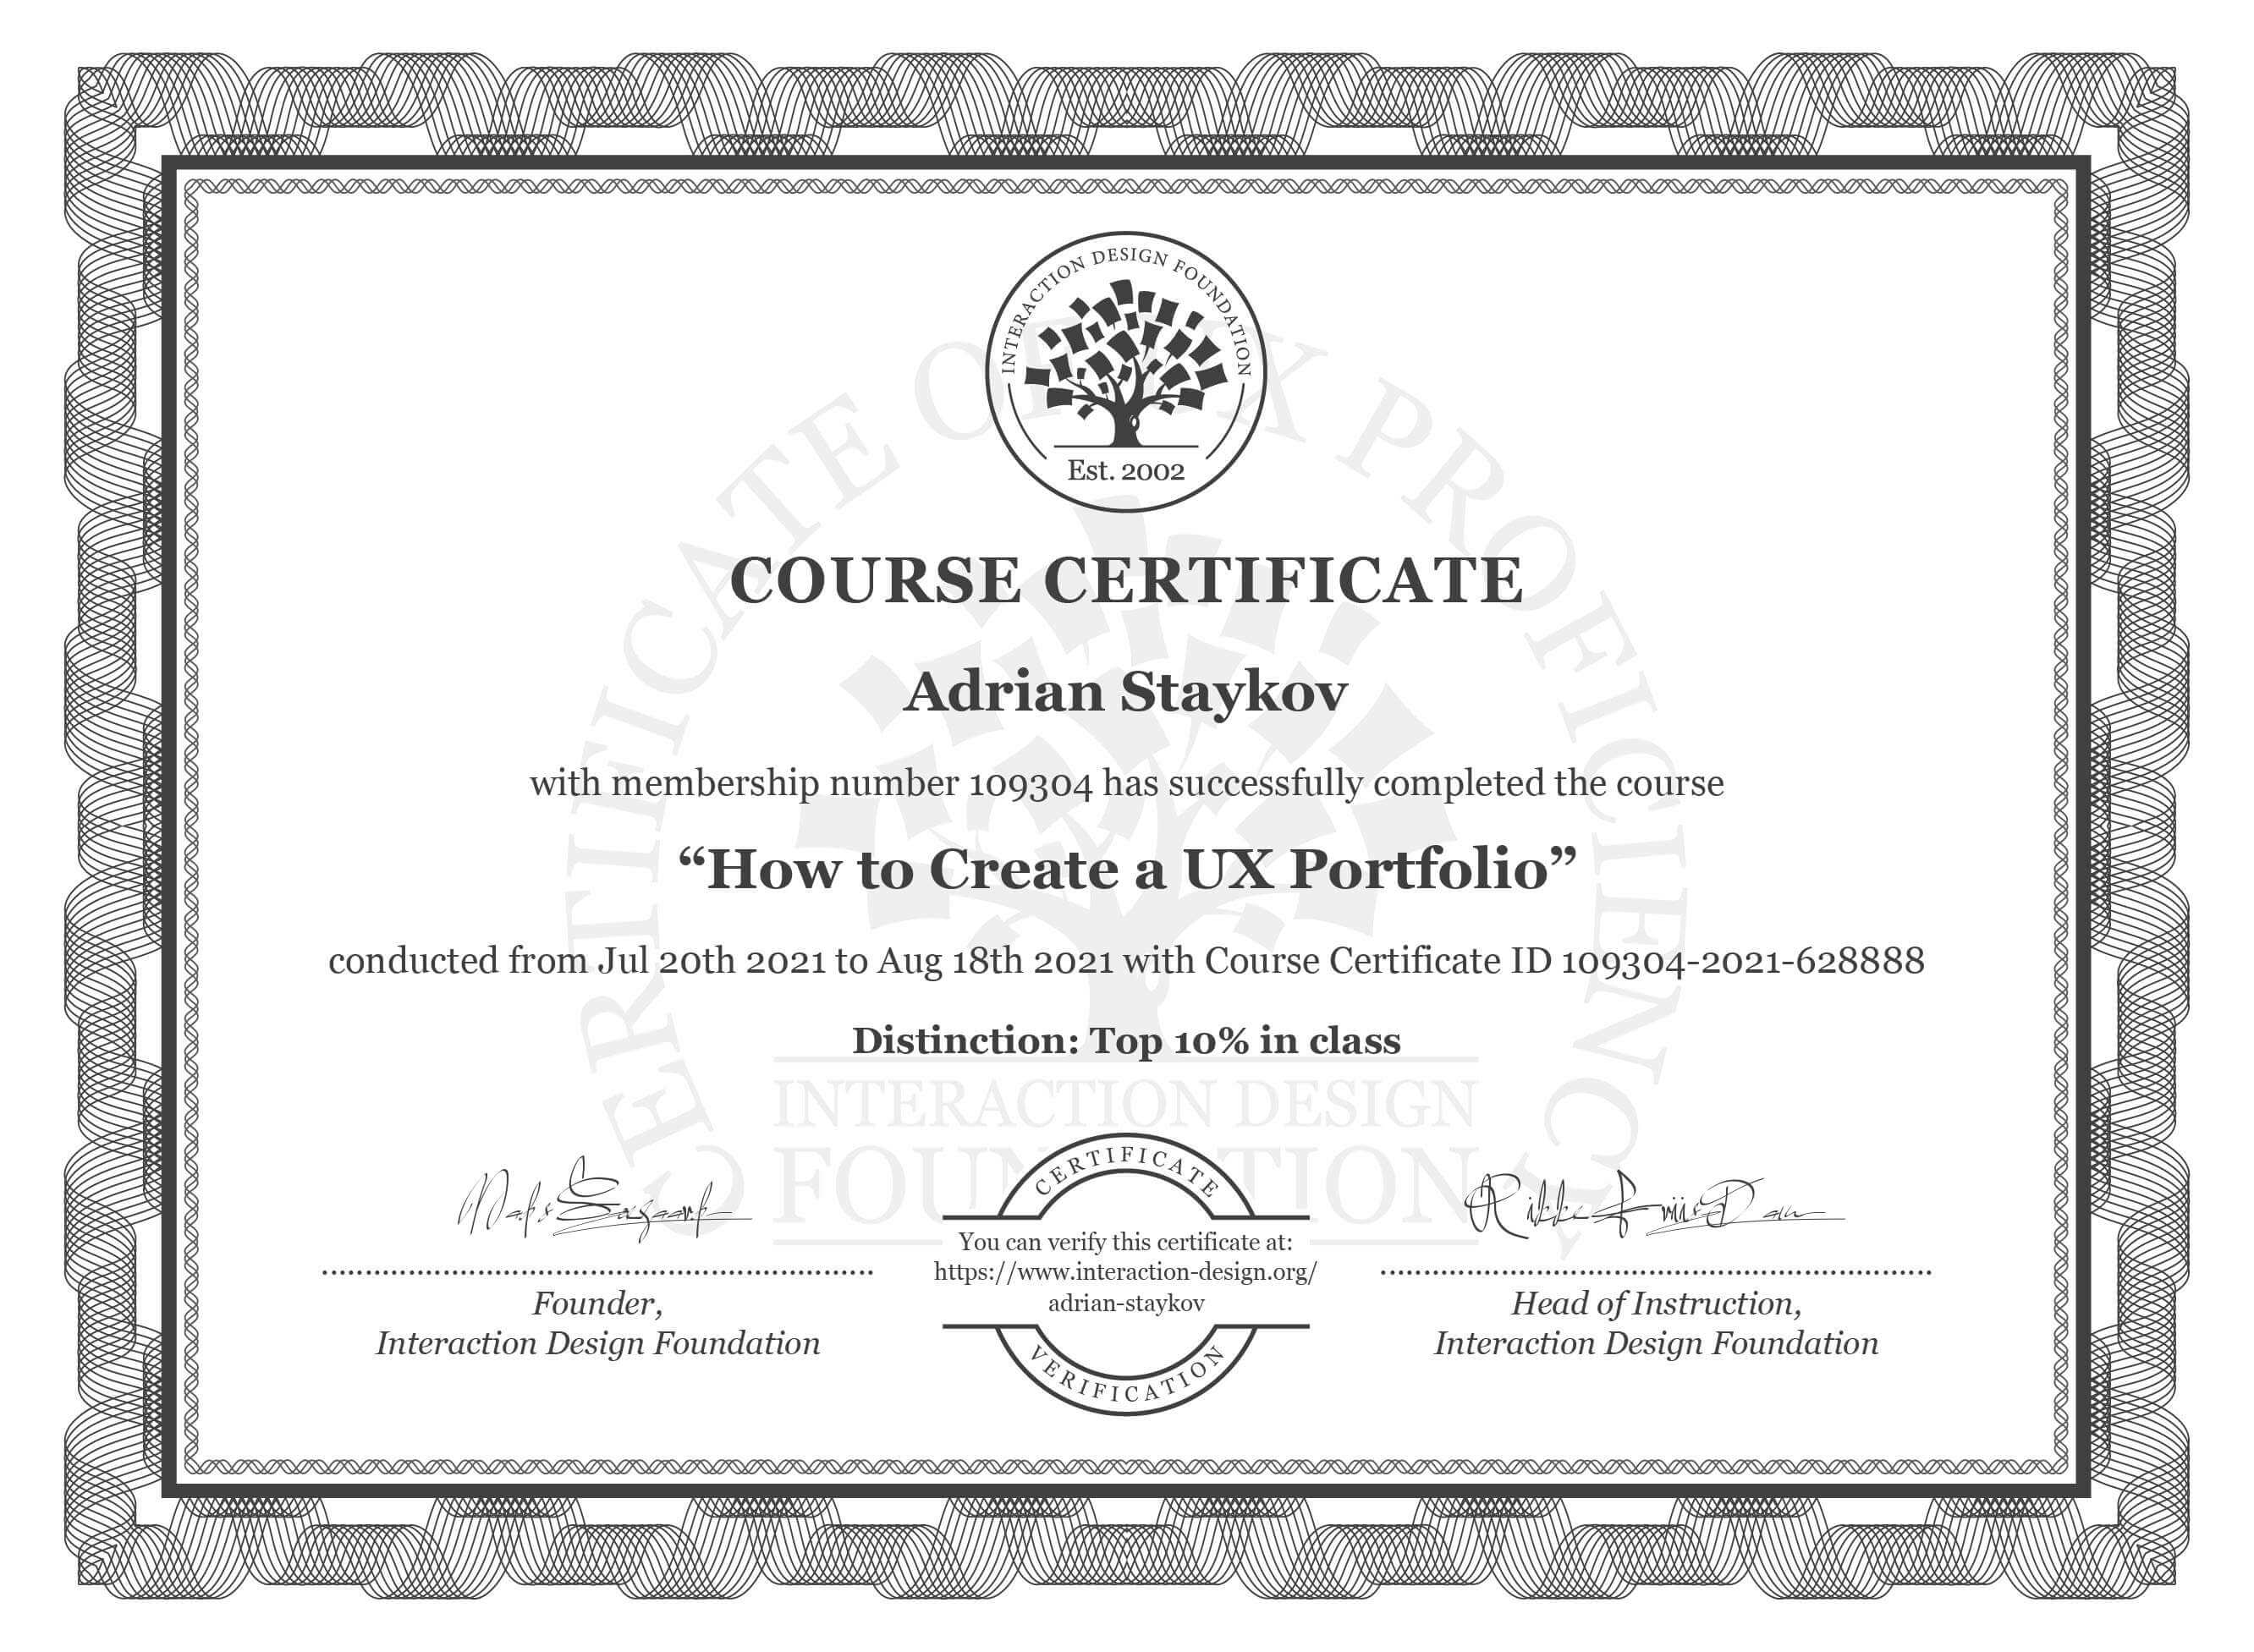 INTERACTION DESIGN FOUNDATION
Est. 2002
CERTIFICATE OF UX PROFICIENCY
COURSE CERTIFICATE
Adrian Staykov
with membership number 109304 has successfully completed the course
“How to Create a UX Portfolio”
conducted from Jul 20th 2021 to Aug 18th 2021 with Course Certificate ID 109304-2021-628888
Distinction: Top 10% in class
INTERACTION DESIGN
FOUNDATION
Founder,
Interaction Design Foundation
CERTIFICATE
You can verify this certificate at:
https://www.interaction-design.org/
adrian-staykov
VERIFICATION
Rikke Friis Dam
Head of Instruction,
Interaction Design Foundation